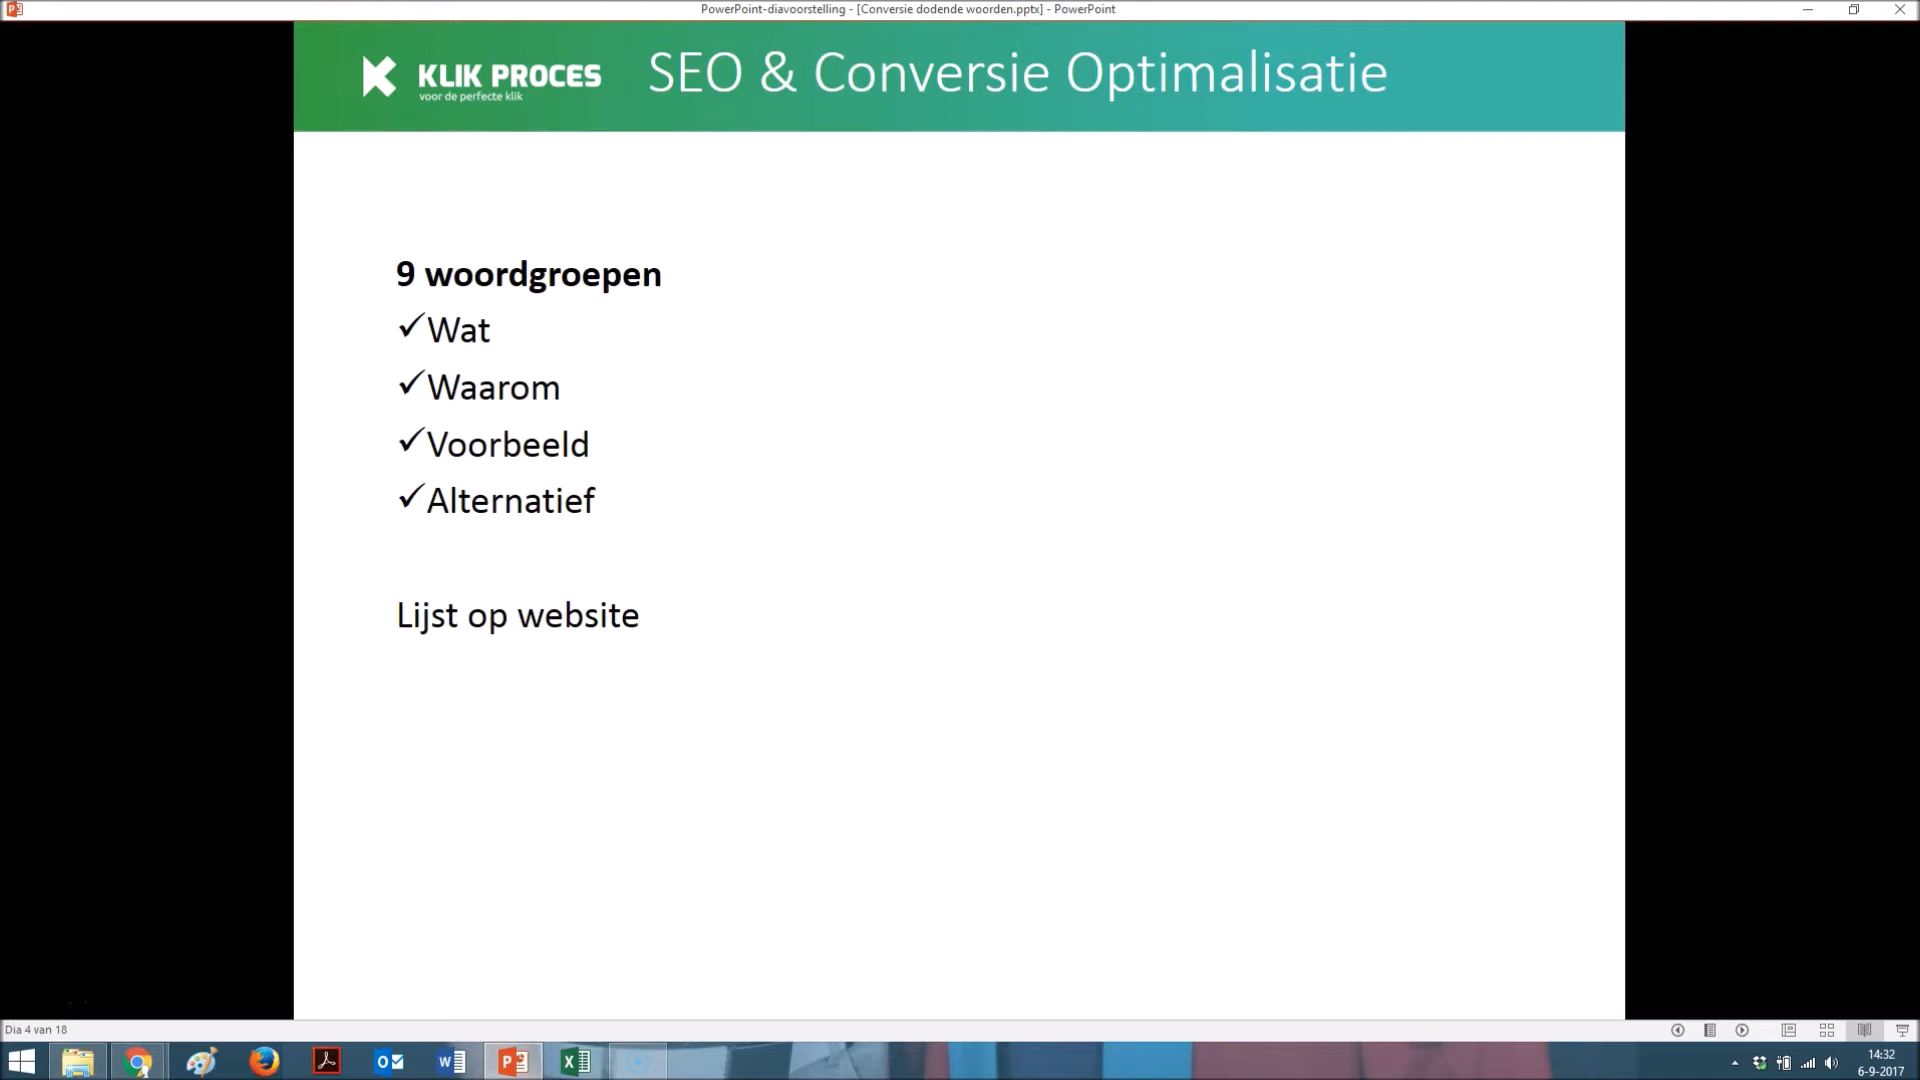 PowerPoint-diavoorstelling - [Conversie dodende woorden.pptx] - PowerPoint
KLIK PROCES
voor de perfecte klik
SEO & Conversie Optimalisatie
9 woordgroepen
✓Wat
✓Waarom
✓Voorbeeld
✓Alternatief
Lijst op website
Dia 4 van 18
14:32
6-9-2017